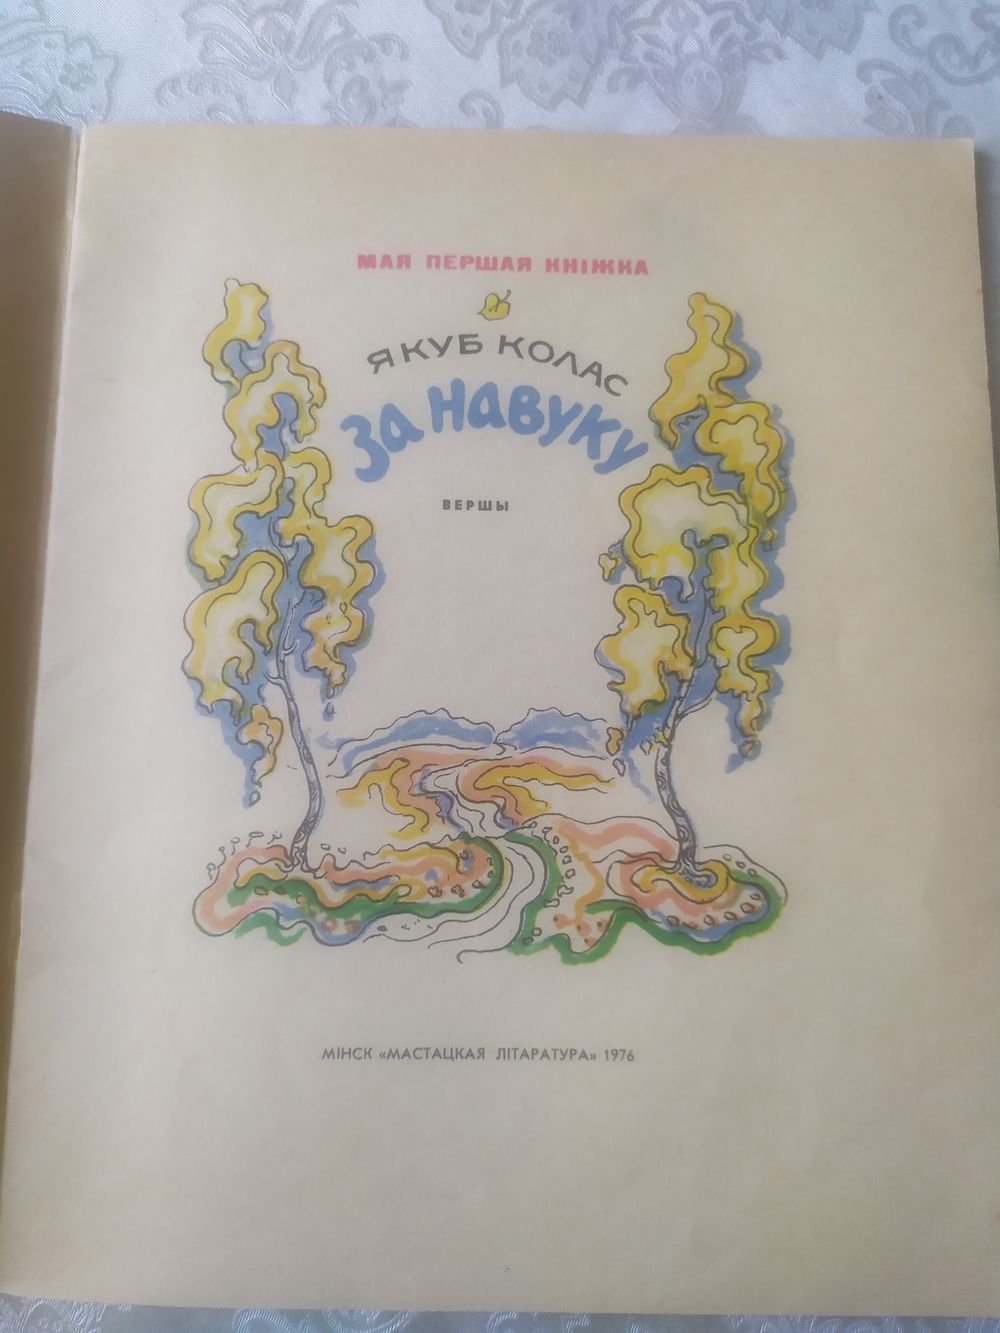 МАЯ ПЕРШАЯ КНІЖКА
ЯКУБ КОЛАС
За навуку
ВЕРШЫ
МІНСК «МАСТАЦКАЯ ЛІТАРАТУРА» 1976